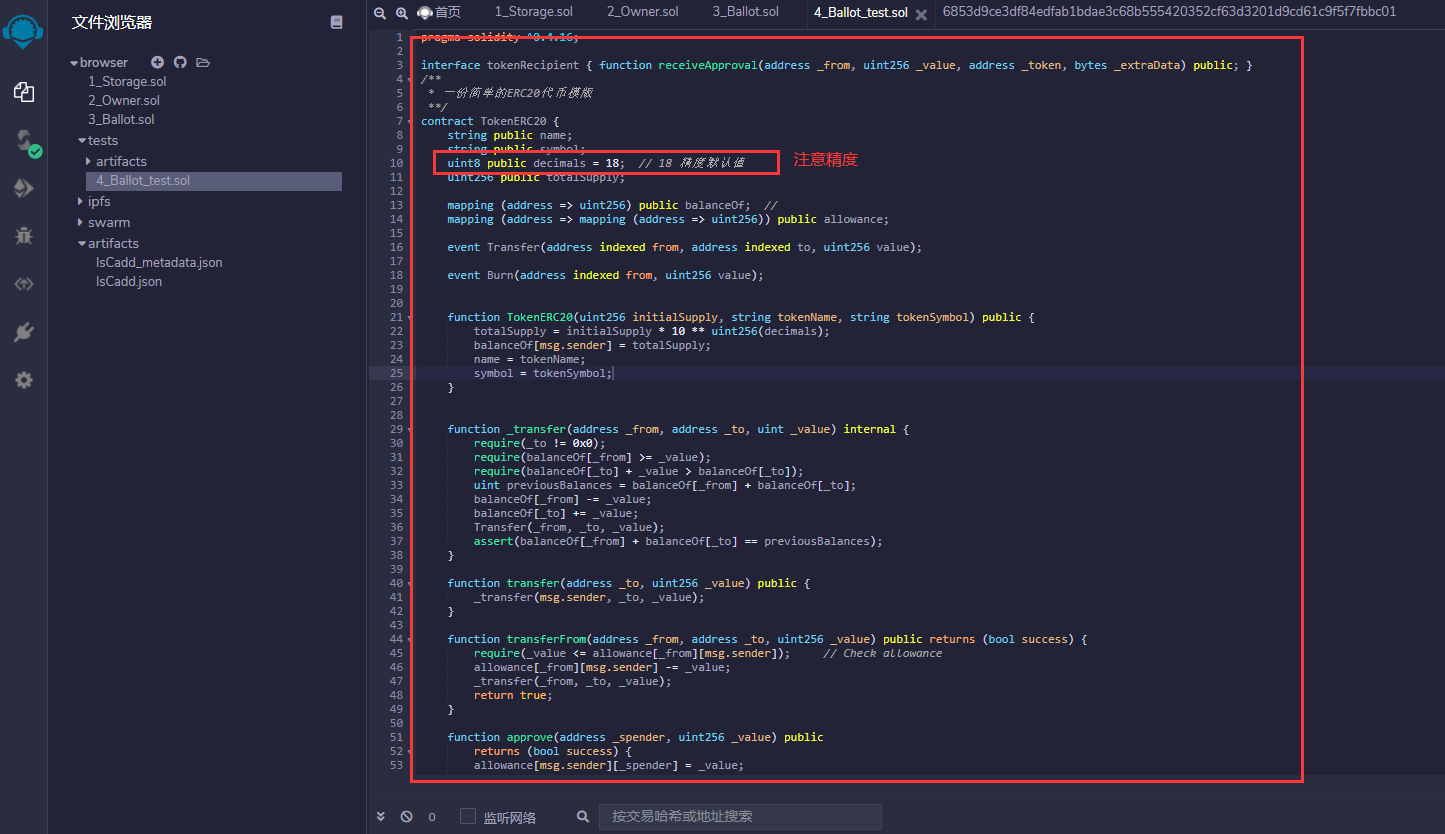 文件浏览器
browser
1_Storage.sol
2_Owner.sol
3_Ballot.sol
tests
artifacts
4_Ballot_test.sol
ipfs
swarm
artifacts
IsCadd_metadata.json
IsCadd.json
首页 1_Storage.sol 2_Owner.sol 3_Ballot.sol 4_Ballot_test.sol 6853d9ce3df84edfab1bdae3c68b555420352cf63d3201d9cd61c9f5f7fbbc01
1 pragma solidity ^0.4.16;
2
3 interface tokenRecipient { function receiveApproval(address _from, uint256 _value, address _token, bytes _extraData) public; }
4 /**
5 * 一份简单的ERC20代币模版
6 **/
7 contract TokenERC20 {
8 string public name;
9 string public symbol;
10 uint8 public decimals = 18; // 18 精度默认值 注意精度
11 uint256 public totalSupply;
12
13 mapping (address => uint256) public balanceOf; //
14 mapping (address => mapping (address => uint256)) public allowance;
15
16 event Transfer(address indexed from, address indexed to, uint256 value);
17
18 event Burn(address indexed from, uint256 value);
19
20
21 function TokenERC20(uint256 initialSupply, string tokenName, string tokenSymbol) public {
22 totalSupply = initialSupply * 10 ** uint256(decimals);
23 balanceOf[msg.sender] = totalSupply;
24 name = tokenName;
25 symbol = tokenSymbol;
26 }
27
28
29 function _transfer(address _from, address _to, uint _value) internal {
30 require(_to != 0x0);
31 require(balanceOf[_from] >= _value);
32 require(balanceOf[_to] + _value > balanceOf[_to]);
33 uint previousBalances = balanceOf[_from] + balanceOf[_to];
34 balanceOf[_from] -= _value;
35 balanceOf[_to] += _value;
36 Transfer(_from, _to, _value);
37 assert(balanceOf[_from] + balanceOf[_to] == previousBalances);
38 }
39
40 function transfer(address _to, uint256 _value) public {
41 _transfer(msg.sender, _to, _value);
42 }
43
44 function transferFrom(address _from, address _to, uint256 _value) public returns (bool success) {
45 require(_value <= allowance[_from][msg.sender]); // Check allowance
46 allowance[_from][msg.sender] -= _value;
47 _transfer(_from, _to, _value);
48 return true;
49 }
50
51 function approve(address _spender, uint256 _value) public
52 returns (bool success) {
53 allowance[msg.sender][_spender] = _value;
0 监听网络 按交易哈希或地址搜索